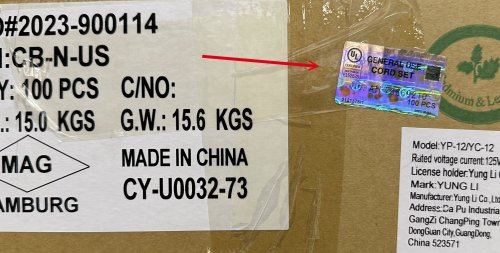 O#2023-900114
:CB-N-US
Y: 100 PCS C/NO:
.: 15.0 KGS G.W.: 15.6 KGS
MAG
AMBURG
MADE IN CHINA
CY-U0032-73
UL
GENERAL USE
CORD SET
100 PCS
Model:YP-12/YC-12
Rated voltage current:125V
License holder:Yung Li C
Mark:YUNG LI
Manufacturer:Yung Li Co.,Ltd
Address:Da Pu Industrial
GangZi ChangPing Town
DongGuan City,GuangDong,
China 523571